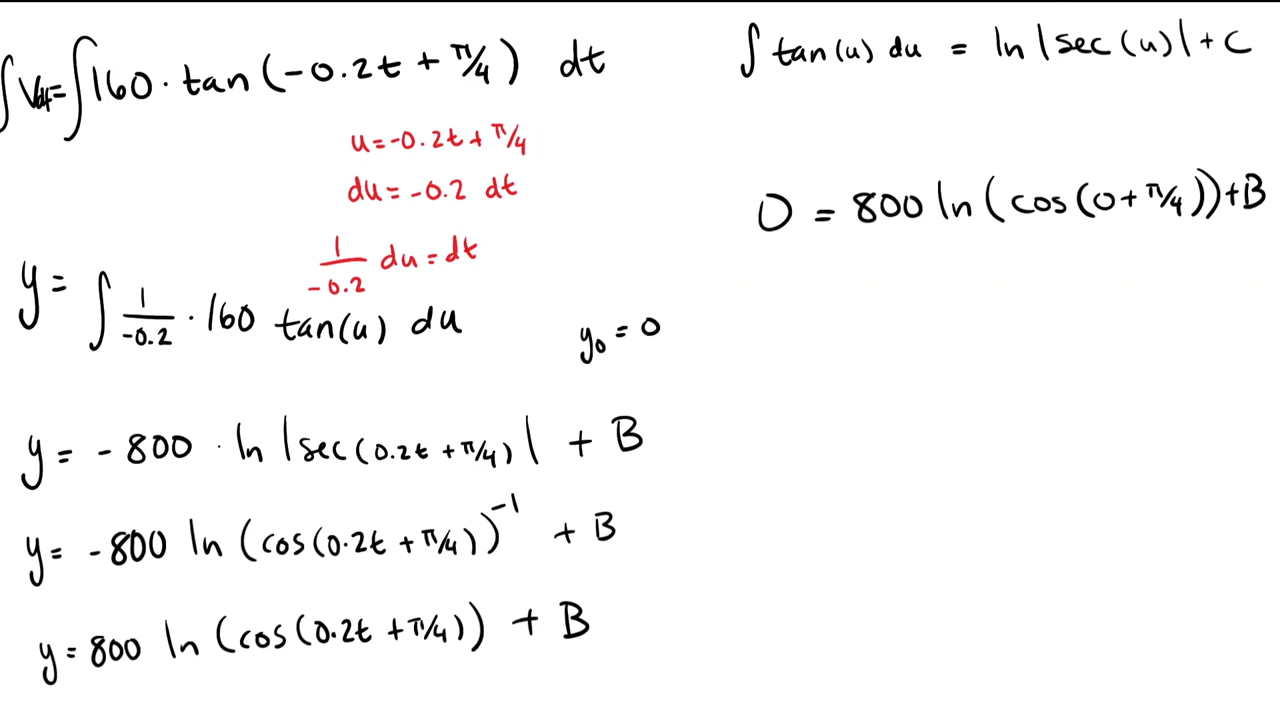 ∫V dt = ∫160 · tan(-0.2t + π/4) dt
u = -0.2t + π/4
du = -0.2 dt
1/-0.2 du = dt
y = ∫ 1/-0.2 · 160 tan(u) du
y₀ = 0
y = -800 · ln |sec(0.2t + π/4)| + B
y = -800 ln (cos(0.2t + π/4))⁻¹ + B
y = 800 ln (cos(0.2t + π/4)) + B
∫ tan(u) du = ln |sec(u)| + C
0 = 800 ln (cos(0 + π/4)) + B